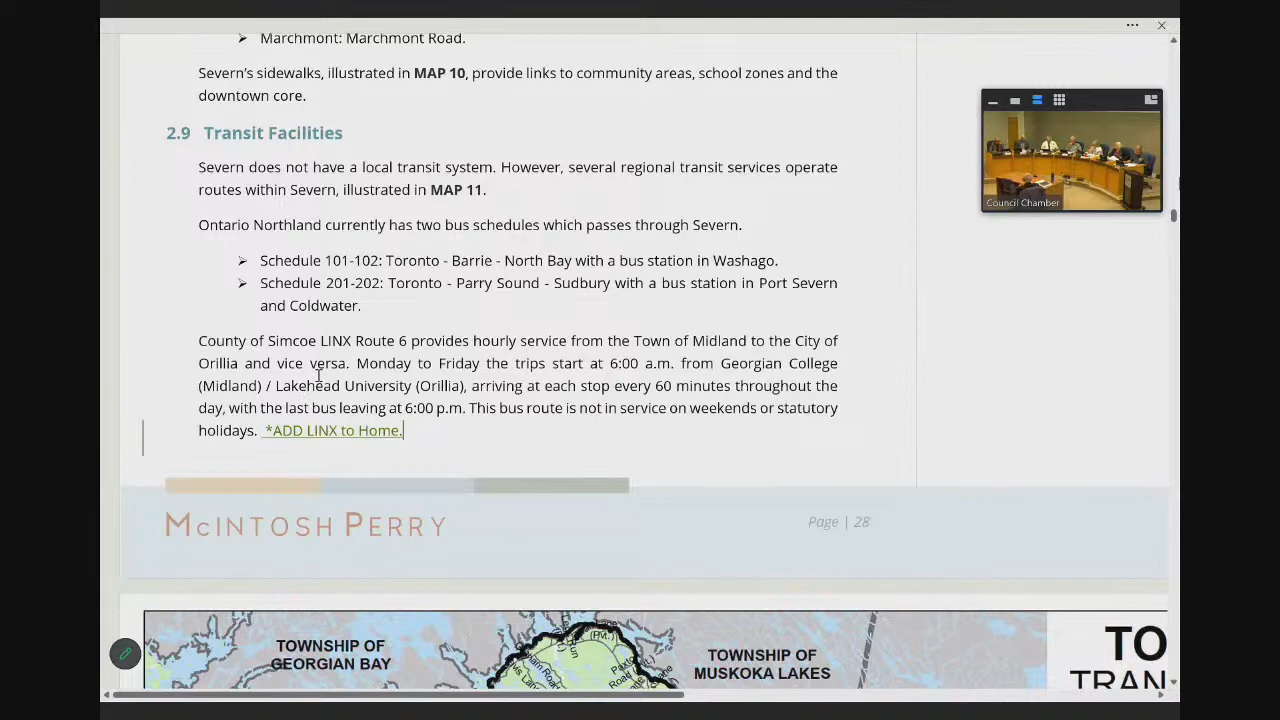 ➢ Marchmont: Marchmont Road.
Severn's sidewalks, illustrated in MAP 10, provide links to community areas, school zones and the
downtown core.
2.9 Transit Facilities
Severn does not have a local transit system. However, several regional transit services operate
routes within Severn, illustrated in MAP 11.
Ontario Northland currently has two bus schedules which passes through Severn.
➢ Schedule 101-102: Toronto - Barrie - North Bay with a bus station in Washago.
➢ Schedule 201-202: Toronto - Parry Sound - Sudbury with a bus station in Port Severn
and Coldwater.
County of Simcoe LINX Route 6 provides hourly service from the Town of Midland to the City of
Orillia and vice versa. Monday to Friday the trips start at 6:00 a.m. from Georgian College
(Midland) / Lakehead University (Orillia), arriving at each stop every 60 minutes throughout the
day, with the last bus leaving at 6:00 p.m. This bus route is not in service on weekends or statutory
holidays. *ADD LINX to Home.
Council Chamber
McINTOSH PERRY
Page | 28
TOWNSHIP OF
GEORGIAN BAY
TOWNSHIP OF
MUSKOKA LAKES
TO
TRAN